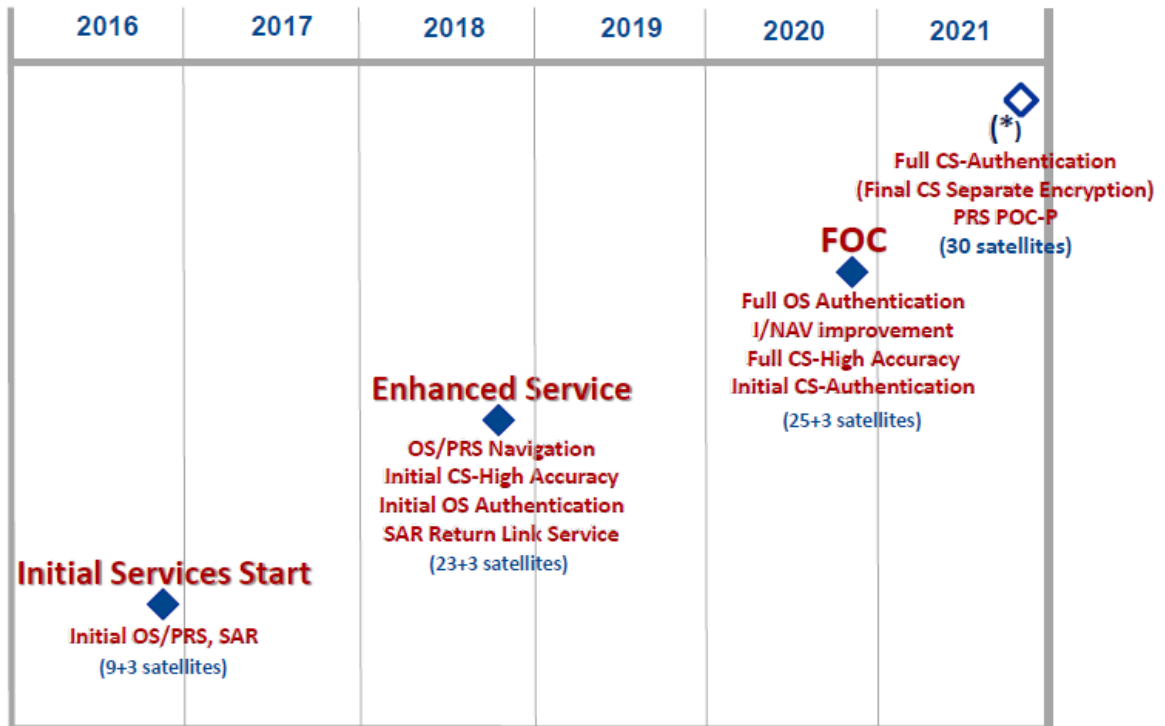 2016 2017 2018 2019 2020 2021
(*)
Full CS-Authentication
(Final CS Separate Encryption)
PRS POC-P
(30 satellites)
FOC
Full OS Authentication
I/NAV improvement
Full CS-High Accuracy
Initial CS-Authentication
(25+3 satellites)
Enhanced Service
OS/PRS Navigation
Initial CS-High Accuracy
Initial OS Authentication
SAR Return Link Service
(23+3 satellites)
Initial Services Start
Initial OS/PRS, SAR
(9+3 satellites)